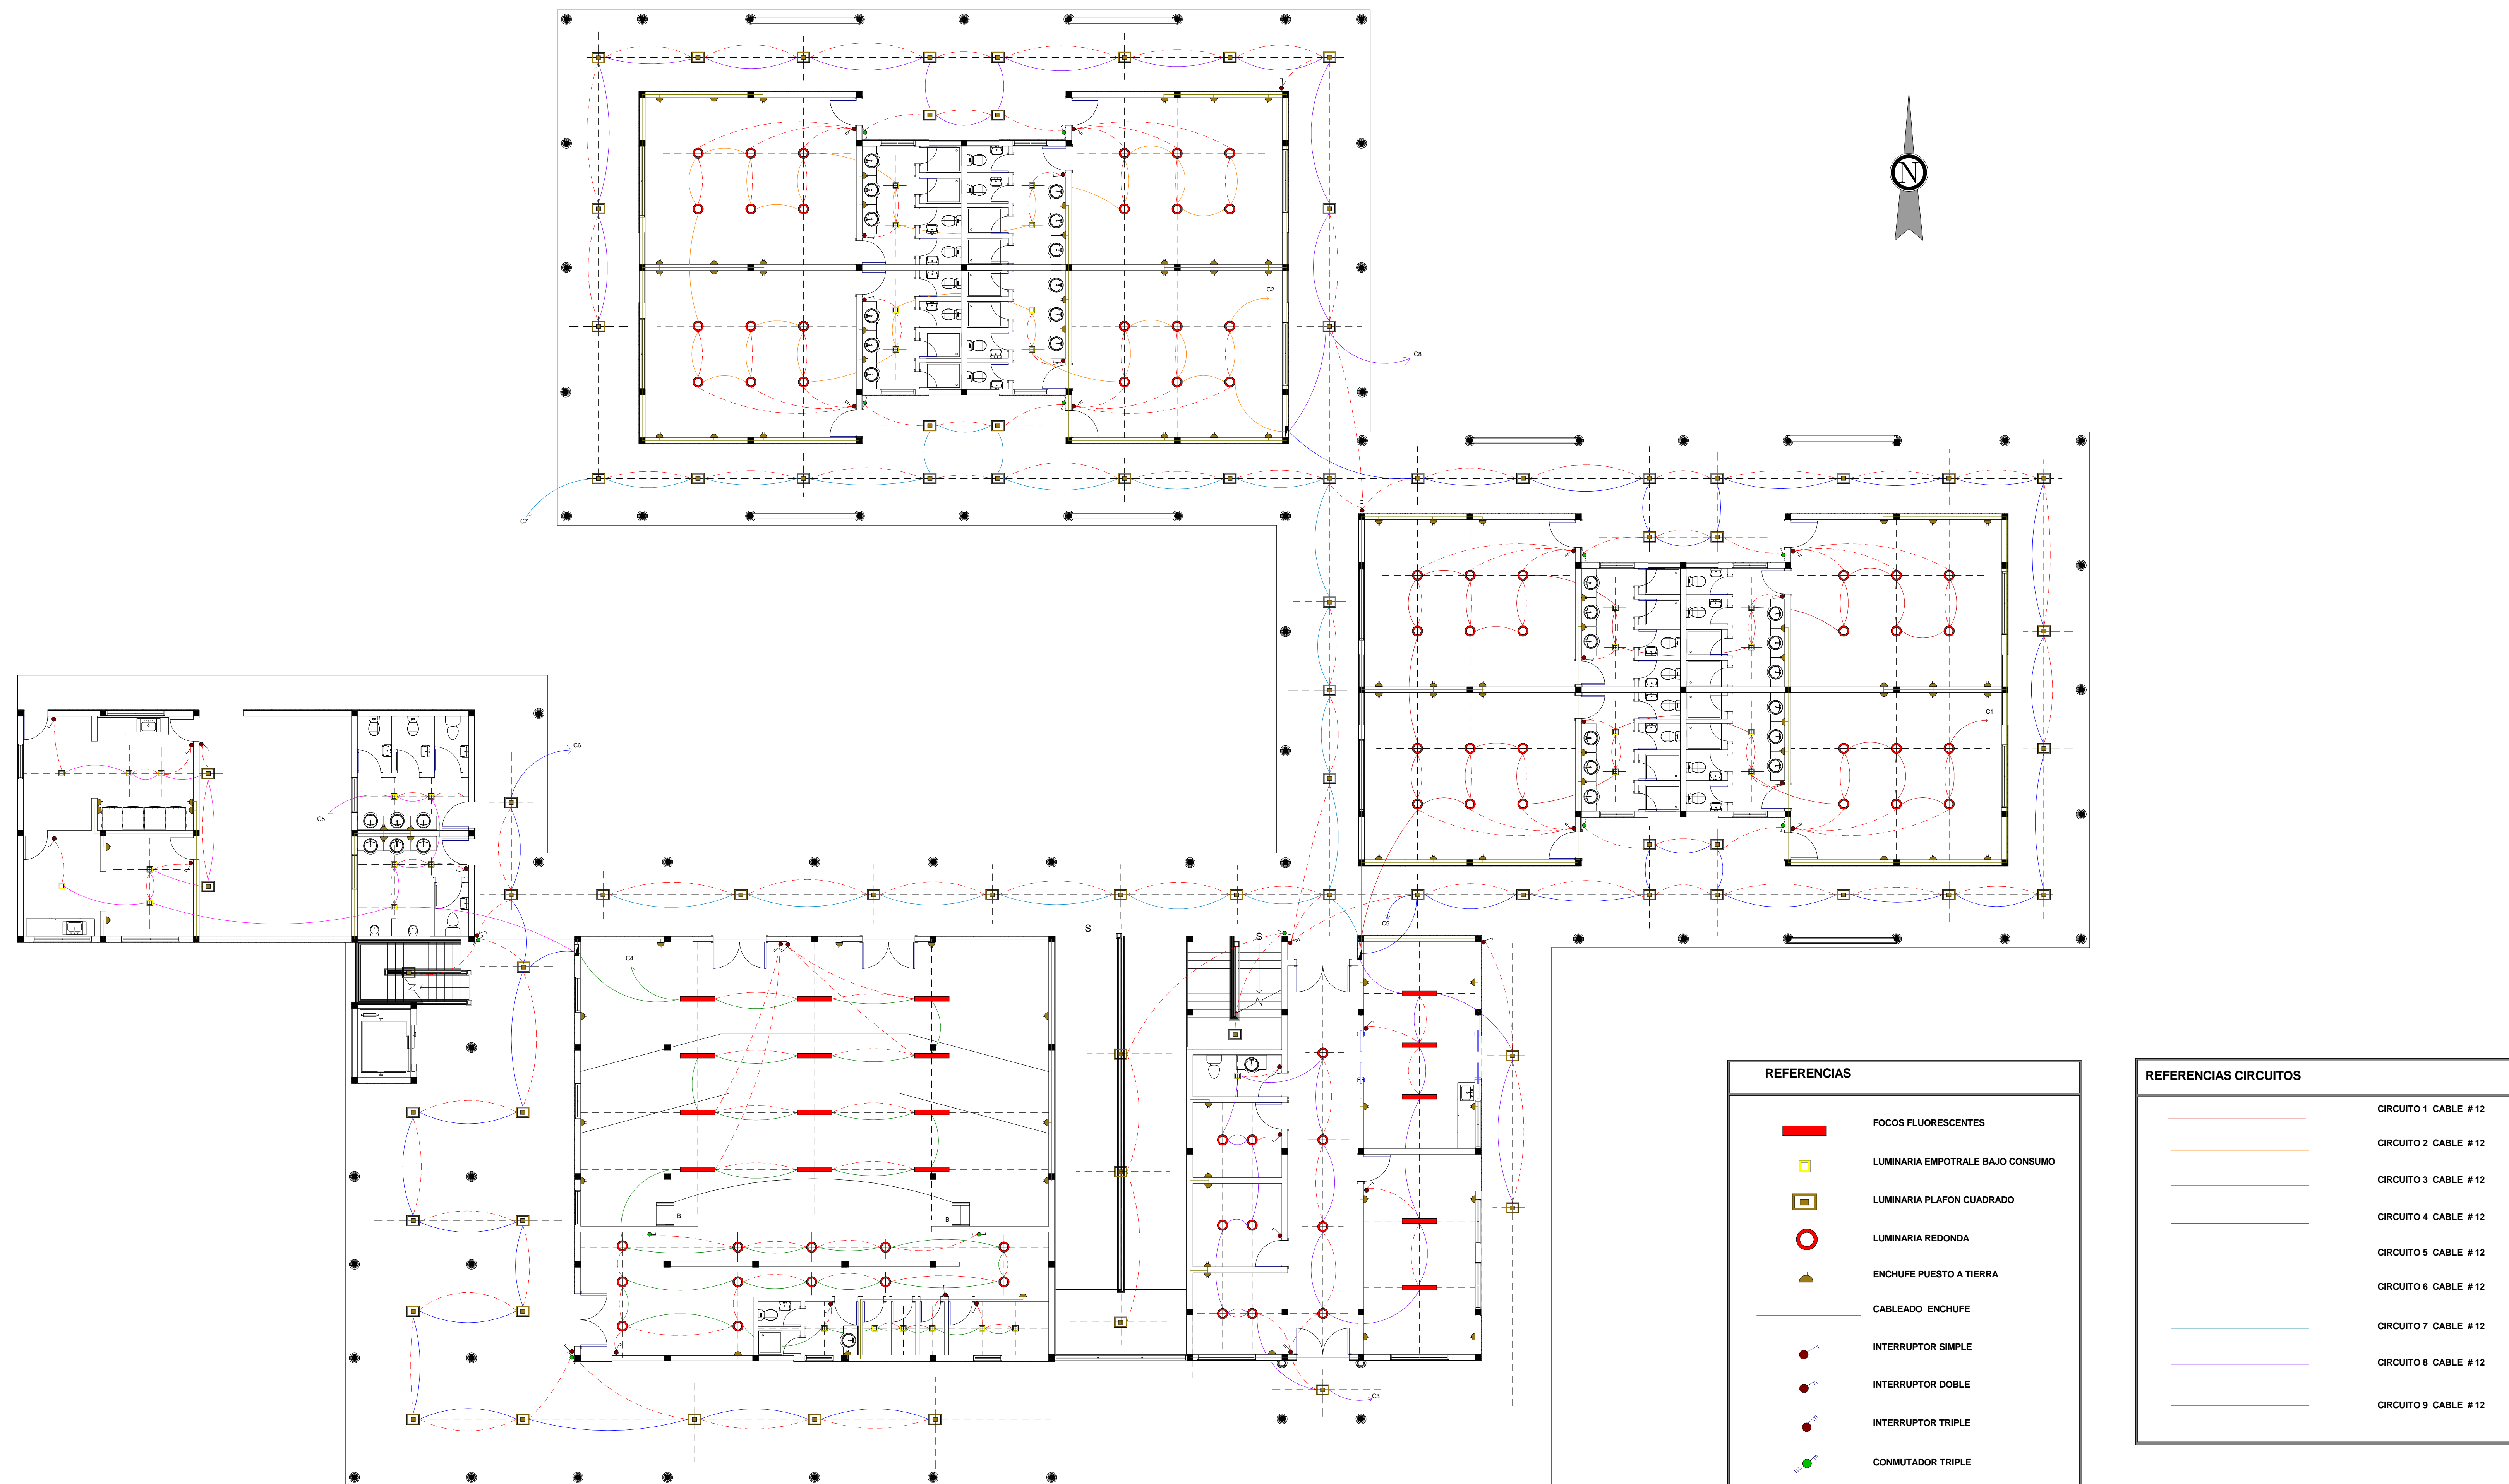 N
C2
C8
C7
C1
C6
C5
C9
S
S
C4
B
B
C3
REFERENCIAS
FOCOS FLUORESCENTES
LUMINARIA EMPOTRALE BAJO CONSUMO
LUMINARIA PLAFON CUADRADO
LUMINARIA REDONDA
ENCHUFE PUESTO A TIERRA
CABLEADO ENCHUFE
INTERRUPTOR SIMPLE
INTERRUPTOR DOBLE
INTERRUPTOR TRIPLE
CONMUTADOR TRIPLE
REFERENCIAS CIRCUITOS
CIRCUITO 1 CABLE # 12
CIRCUITO 2 CABLE # 12
CIRCUITO 3 CABLE # 12
CIRCUITO 4 CABLE # 12
CIRCUITO 5 CABLE # 12
CIRCUITO 6 CABLE # 12
CIRCUITO 7 CABLE # 12
CIRCUITO 8 CABLE # 12
CIRCUITO 9 CABLE # 12